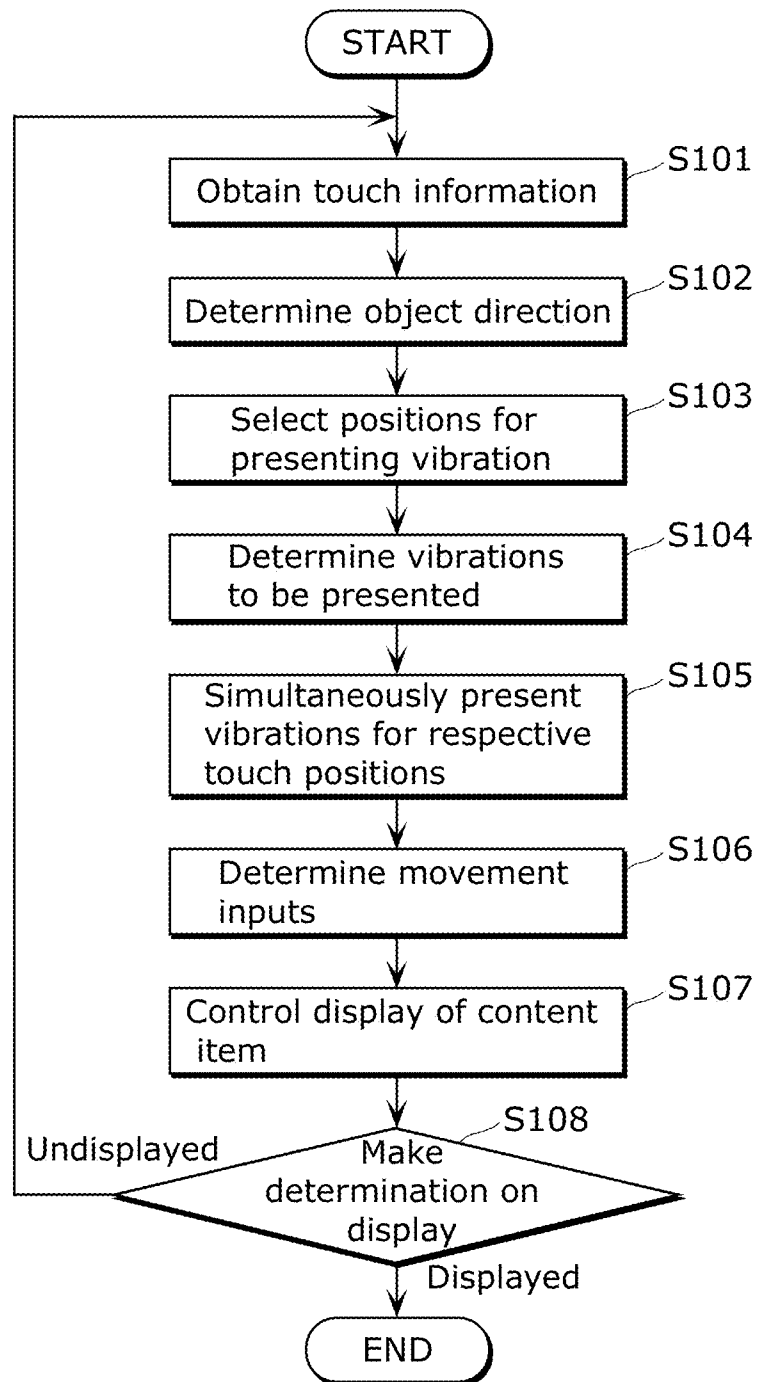 START
S101
Obtain touch information
S102
Determine object direction
S103
Select positions for
presenting vibration
S104
Determine vibrations
to be presented
S105
Simultaneously present
vibrations for respective
touch positions
S106
Determine movement
inputs
S107
Control display of content
item
S108
Undisplayed
Make
determination on
display
Displayed
END